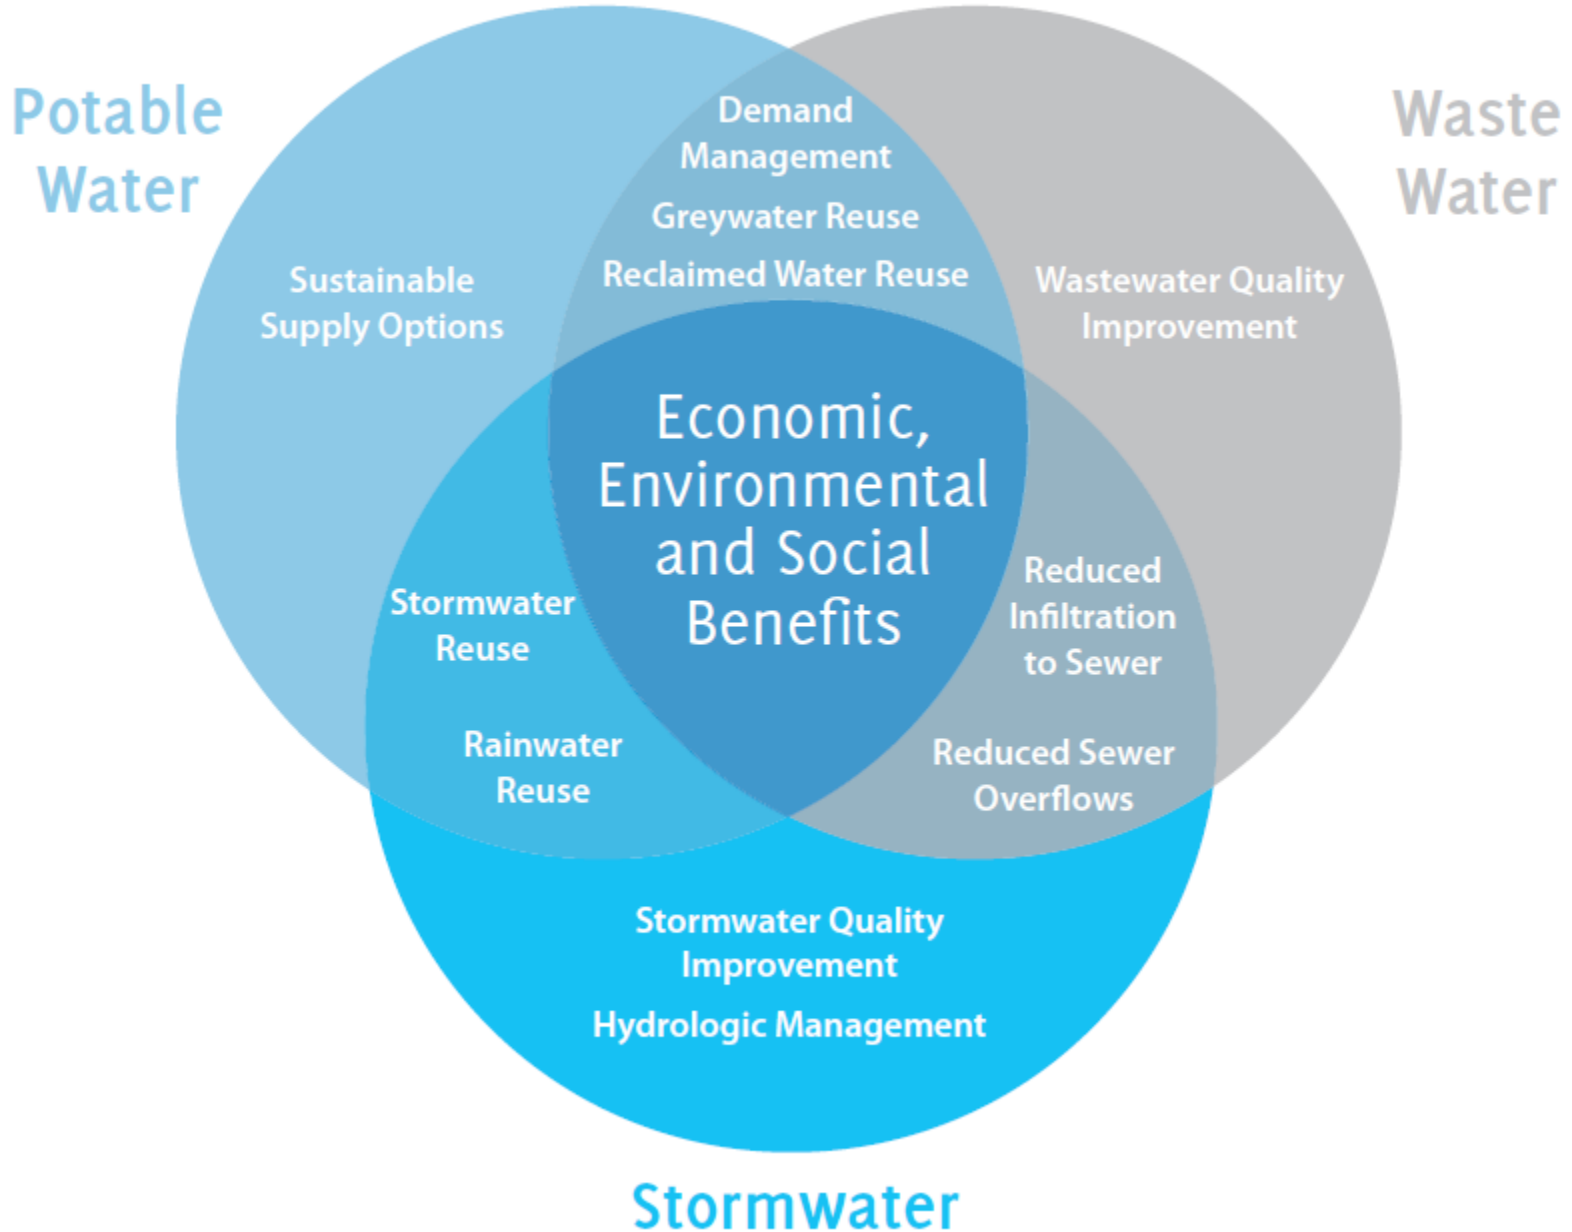 Potable
Water
Waste
Water
Demand
Management
Greywater Reuse
Reclaimed Water Reuse
Sustainable
Supply Options
Wastewater Quality
Improvement
Economic,
Environmental
and Social
Benefits
Stormwater
Reuse
Rainwater
Reuse
Reduced
Infiltration
to Sewer
Reduced Sewer
Overflows
Stormwater Quality
Improvement
Hydrologic Management
Stormwater